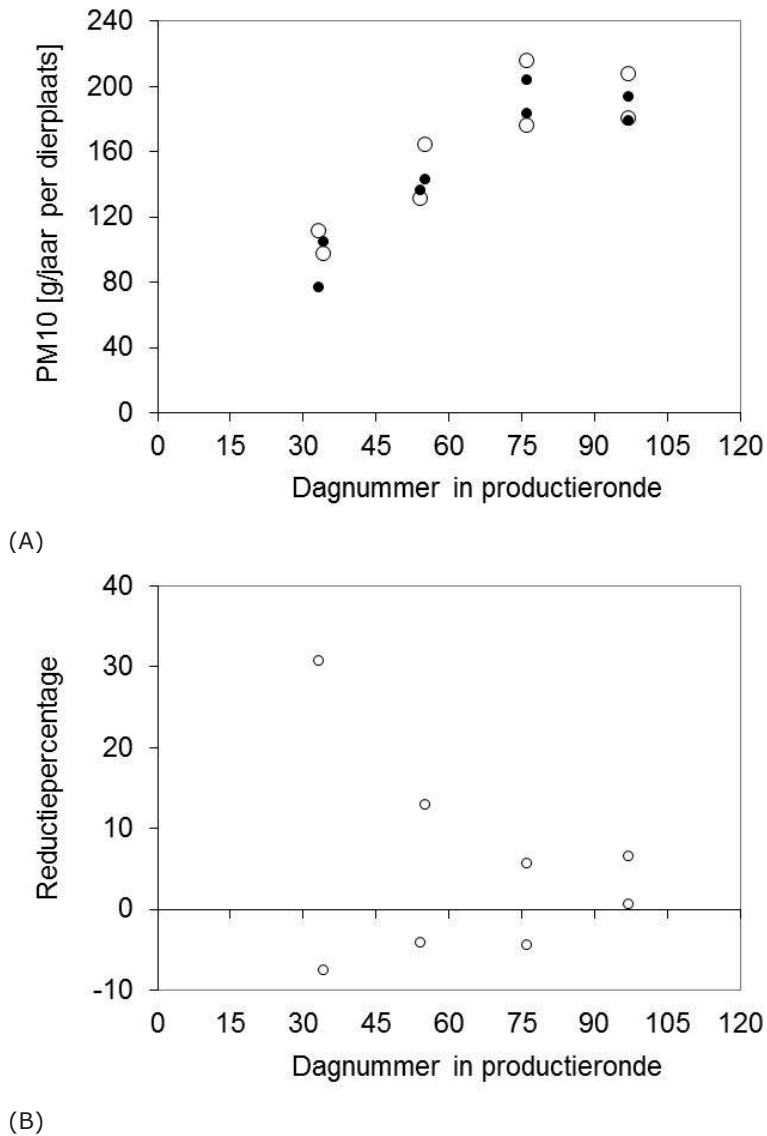 PM10 [g/jaar per dierplaats]
240
200
160
120
80
40
0
0 15 30 45 60 75 90 105 120
Dagnummer in productieronde
(A)
Reductiepercentage
40
30
20
10
0
-10
0 15 30 45 60 75 90 105 120
Dagnummer in productieronde
(B)